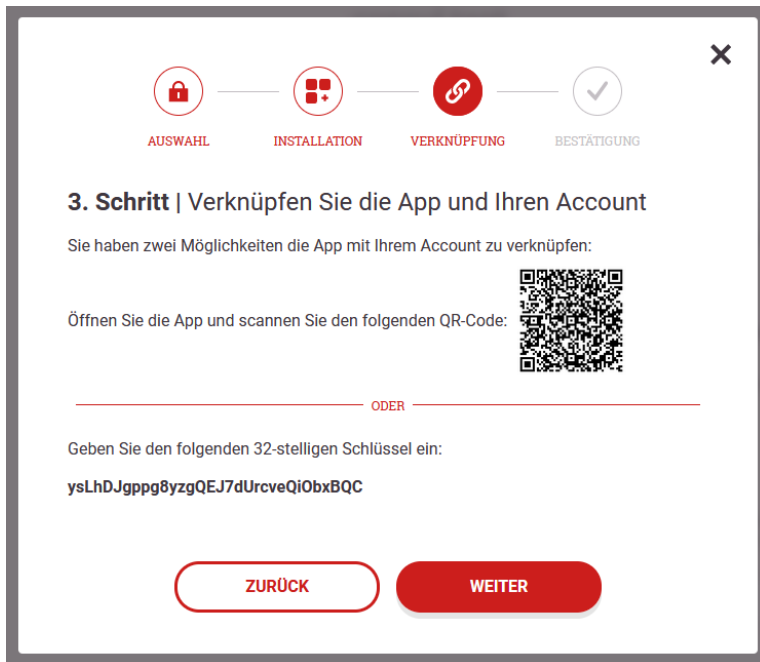 AUSWAHL
INSTALLATION
VERKNÜPFUNG
BESTÄTIGUNG
3. Schritt | Verknüpfen Sie die App und Ihren Account
Sie haben zwei Möglichkeiten die App mit Ihrem Account zu verknüpfen:
Öffnen Sie die App und scannen Sie den folgenden QR-Code:
ODER
Geben Sie den folgenden 32-stelligen Schlüssel ein:
ysLhDJgppg8yzgQEJ7dUrcveQiObxBQC
ZURÜCK
WEITER